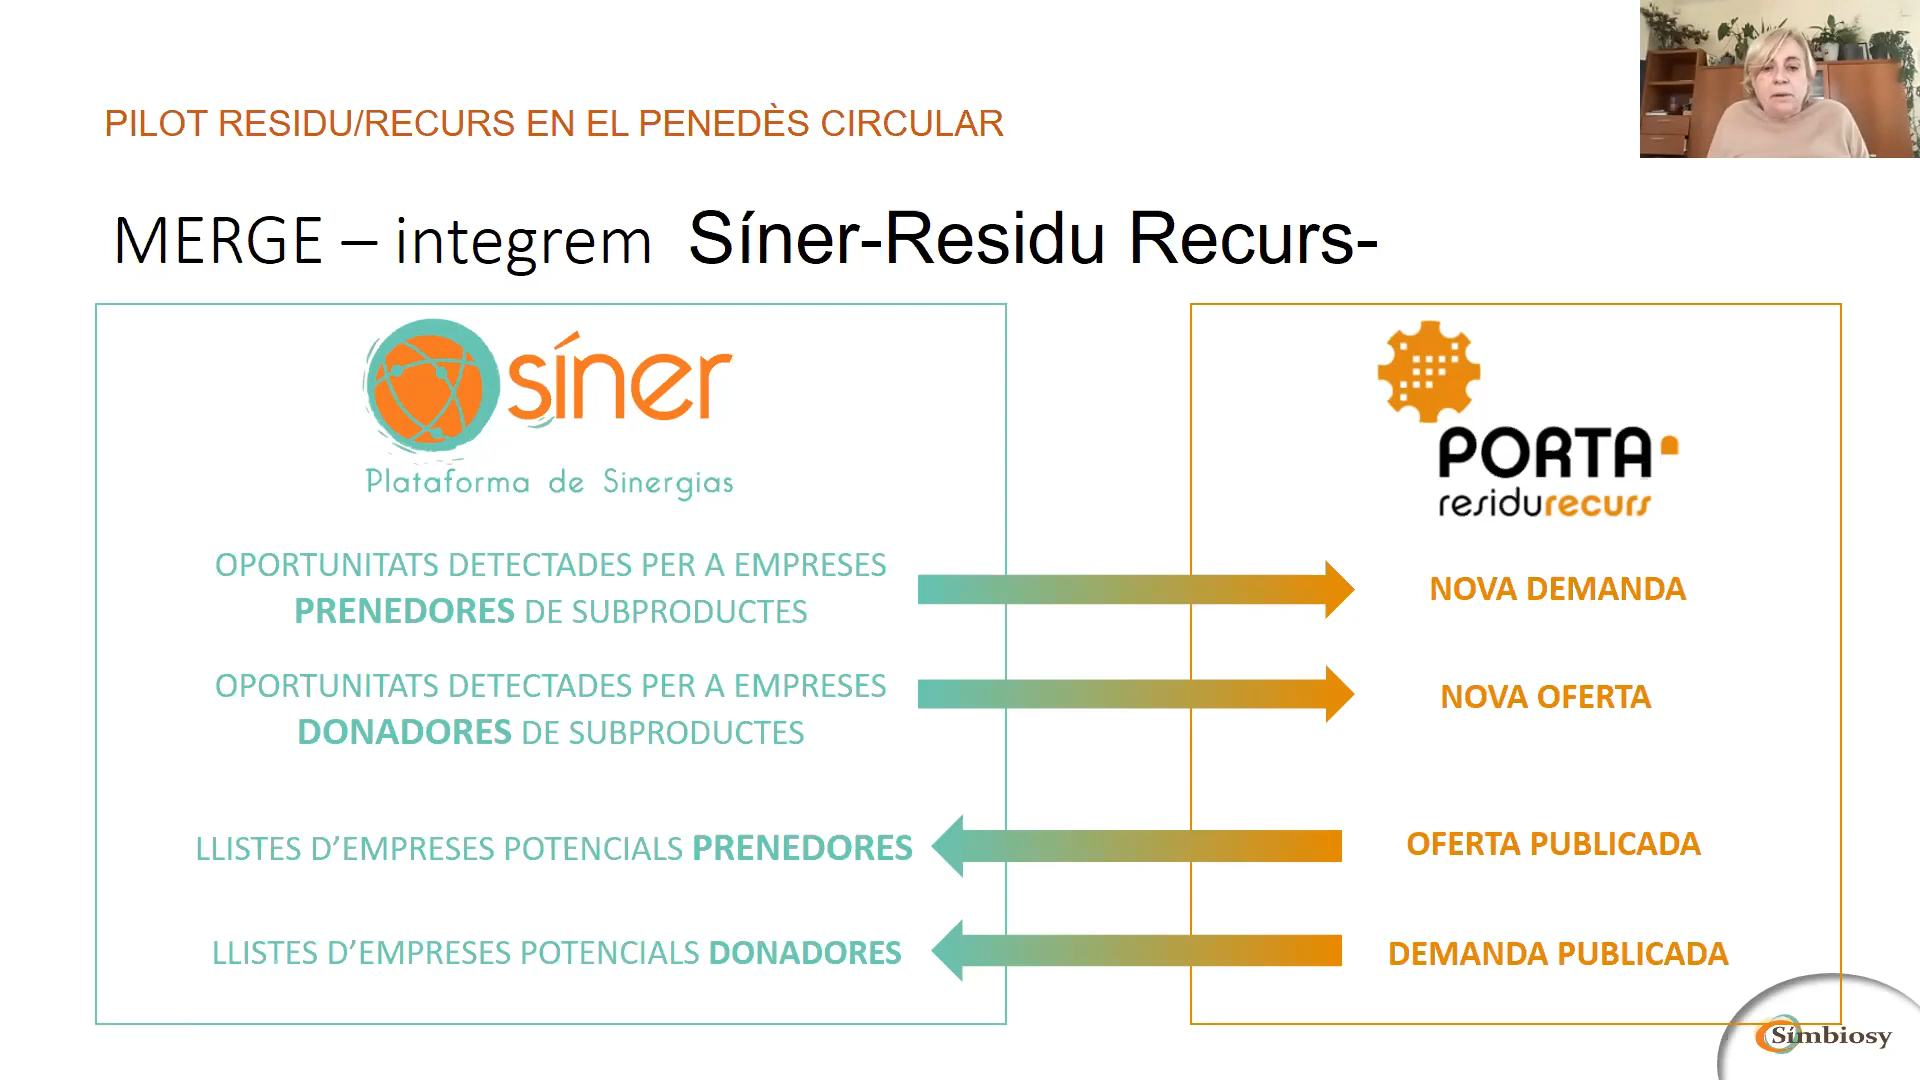 PILOT RESIDU/RECURS EN EL PENEDÈS CIRCULAR
MERGE – integrem Síner-Residu Recurs-
síner
Plataforma de Sinergias
OPORTUNITATS DETECTADES PER A EMPRESES
PRENEDORES DE SUBPRODUCTES
OPORTUNITATS DETECTADES PER A EMPRESES
DONADORES DE SUBPRODUCTES
LLISTES D’EMPRESES POTENCIALS PRENEDORES
LLISTES D’EMPRESES POTENCIALS DONADORES
PORTA
residurecurs
NOVA DEMANDA
NOVA OFERTA
OFERTA PUBLICADA
DEMANDA PUBLICADA
Símbiosy